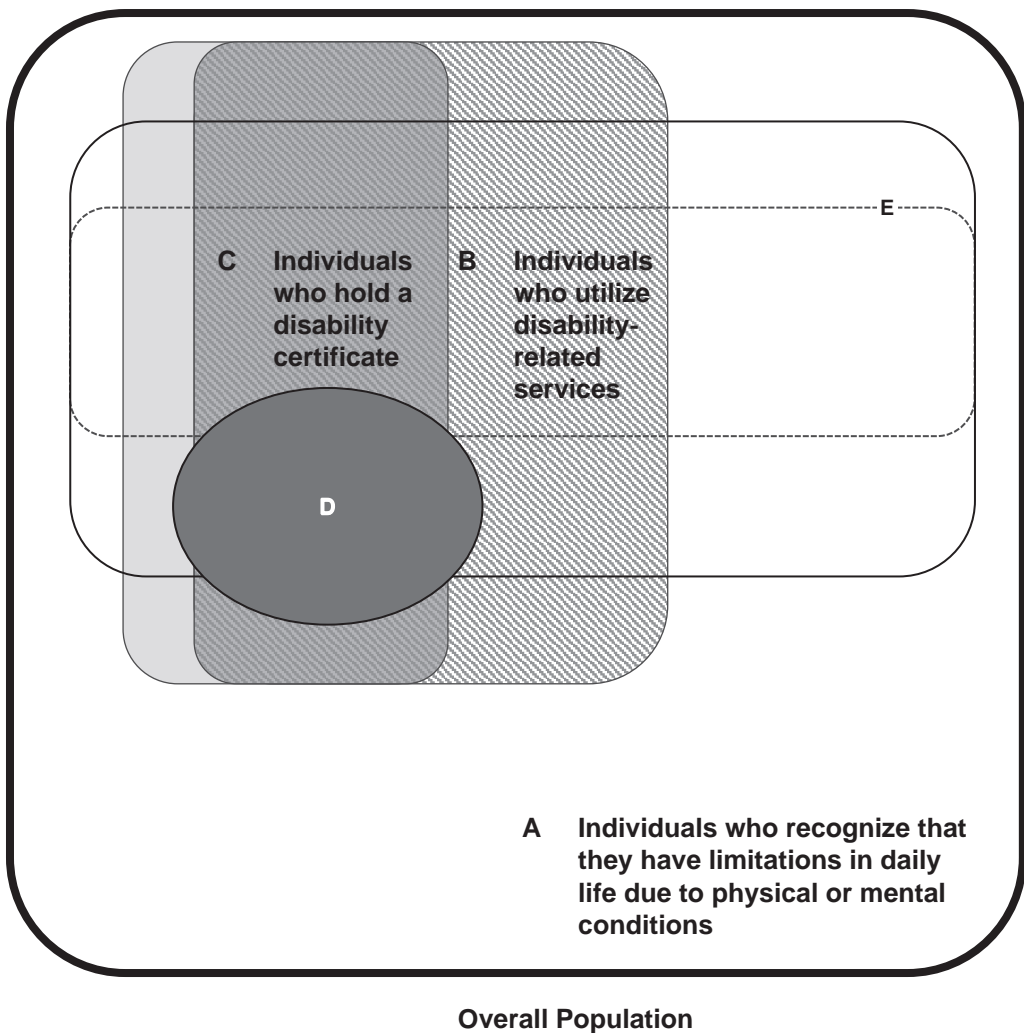 E
C Individuals
who hold a
disability
certificate
B Individuals
who utilize
disability-
related
services
D
A Individuals who recognize that
they have limitations in daily
life due to physical or mental
conditions
Overall Population